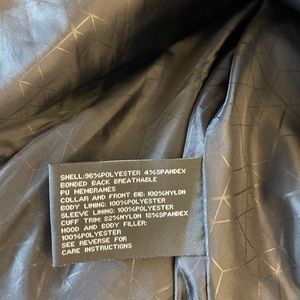 SHELL:96%POLYESTER 4%SPANDEX
BONDED BACK BREATHABLE
PU MEMBRANES
COLLAR AND FRONT BIB: 100%NYLON
BODY LINING: 100%POLYESTER
SLEEVE LINING: 100%POLYESTER
CUFF TRIM: 82%NYLON 18%SPANDEX
HOOD AND BODY FILLER:
100%POLYESTER
SEE REVERSE FOR
CARE INSTRUCTIONS